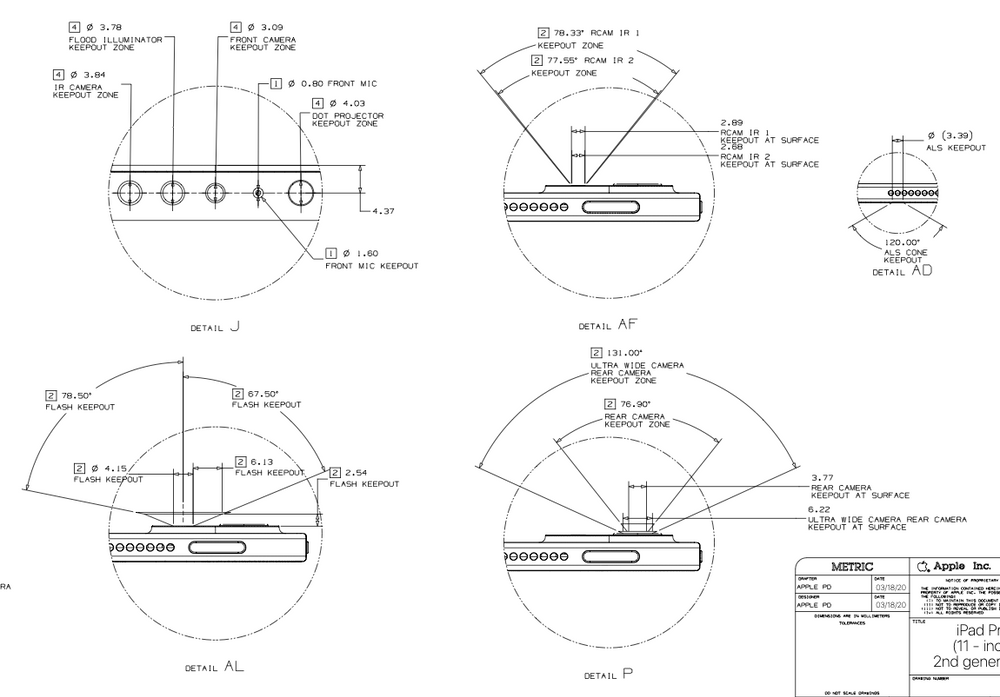 4 Ø 3.78
FLOOD ILLUMINATOR
KEEPOUT ZONE
4 Ø 3.09
FRONT CAMERA
KEEPOUT ZONE
4 Ø 3.84
IR CAMERA
KEEPOUT ZONE
1 Ø 0.80 FRONT MIC
4 Ø 4.03
DOT PROJECTOR
KEEPOUT ZONE
4.37
1 Ø 1.60
FRONT MIC KEEPOUT
DETAIL J
2 78.33° RCAM IR 1
KEEPOUT ZONE
2 77.55° RCAM IR 2
KEEPOUT ZONE
2.89
RCAM IR 1
KEEPOUT AT SURFACE
2.68
RCAM IR 2
KEEPOUT AT SURFACE
DETAIL AF
Ø (3.39)
ALS KEEPOUT
120.00°
ALS CONE
KEEPOUT
DETAIL AD
2 78.50°
FLASH KEEPOUT
2 67.50°
FLASH KEEPOUT
2 Ø 4.15
FLASH KEEPOUT
2 6.13
FLASH KEEPOUT
2 2.54
FLASH KEEPOUT
DETAIL AL
RA
2 131.00°
ULTRA WIDE CAMERA
REAR CAMERA
KEEPOUT ZONE
2 76.90°
REAR CAMERA
KEEPOUT ZONE
3.77
REAR CAMERA
KEEPOUT AT SURFACE
6.22
ULTRA WIDE CAMERA REAR CAMERA
KEEPOUT AT SURFACE
DETAIL P
METRIC
DRAFTER
DATE
APPLE PD
03/18/20
DESIGNER
DATE
APPLE PD
03/18/20
DIMENSIONS ARE IN MILLIMETERS
TOLERANCES
DO NOT SCALE DRAWINGS
Apple Inc.
NOTICE OF PROPRIETARY
THE INFORMATION CONTAINED HEREIN
PROPERTY OF APPLE INC. THE POSSE
THE FOLLOWING:
(I) TO MAINTAIN THIS DOCUMENT
(II) NOT TO REPRODUCE OR COPY I
(III) NOT TO REVEAL OR PUBLISH I
(IV) ALL RIGHTS RESERVED
TITLE
iPad Pr
(11 - inc
2nd gener
DRAWING NUMBER